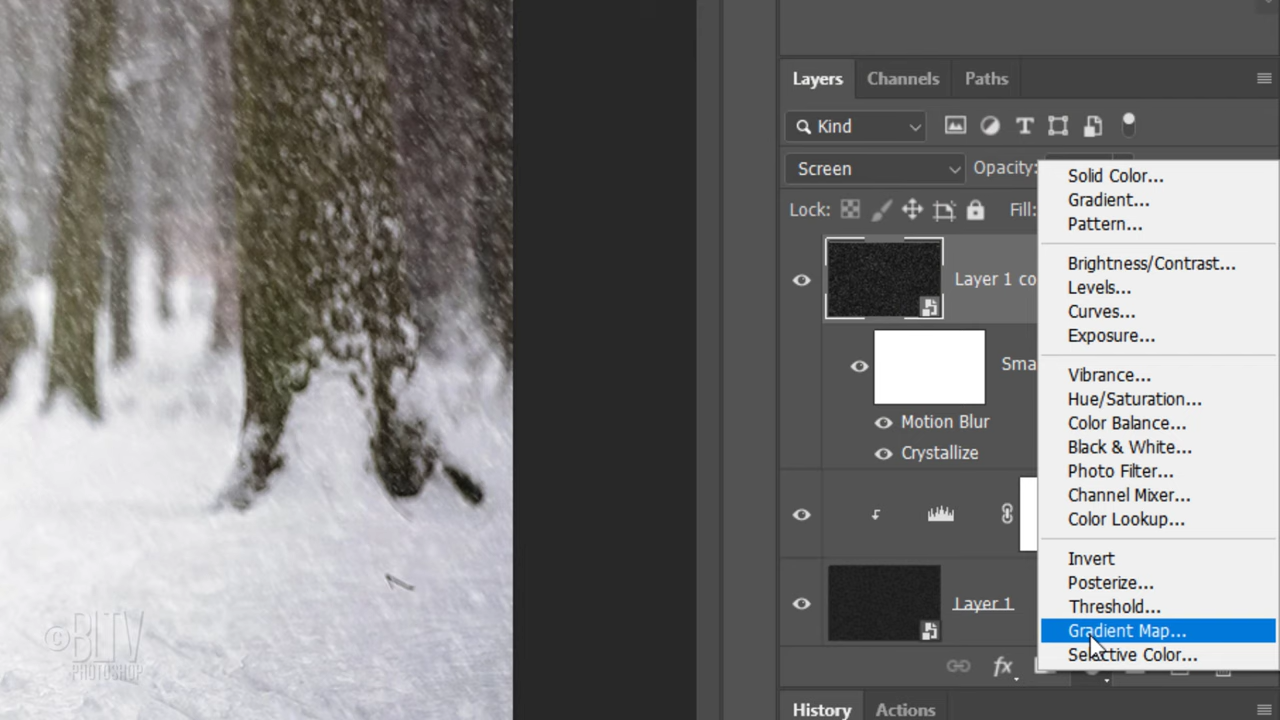 Layers Channels Paths
Kind
Screen Opacity:
Lock: Fill:
Layer 1 co
Sma
Motion Blur
Crystallize
Layer 1
fx
History Actions
Solid Color...
Gradient...
Pattern...
Brightness/Contrast...
Levels...
Curves...
Exposure...
Vibrance...
Hue/Saturation...
Color Balance...
Black & White...
Photo Filter...
Channel Mixer...
Color Lookup...
Invert
Posterize...
Threshold...
Gradient Map...
Selective Color...
©BLTV
PHOTOSHOP